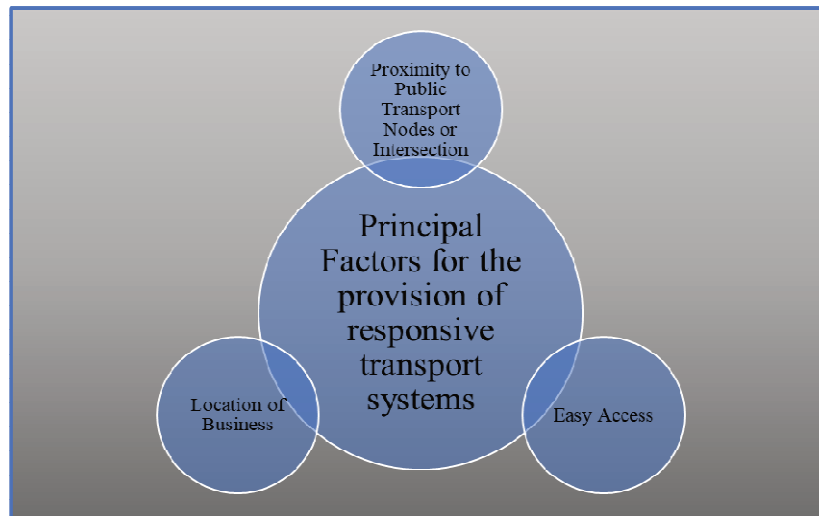 Proximity to
Public
Transport
Nodes or
Intersection
Principal
Factors for the
provision of
responsive
transport
systems
Location of
Business
Easy Access